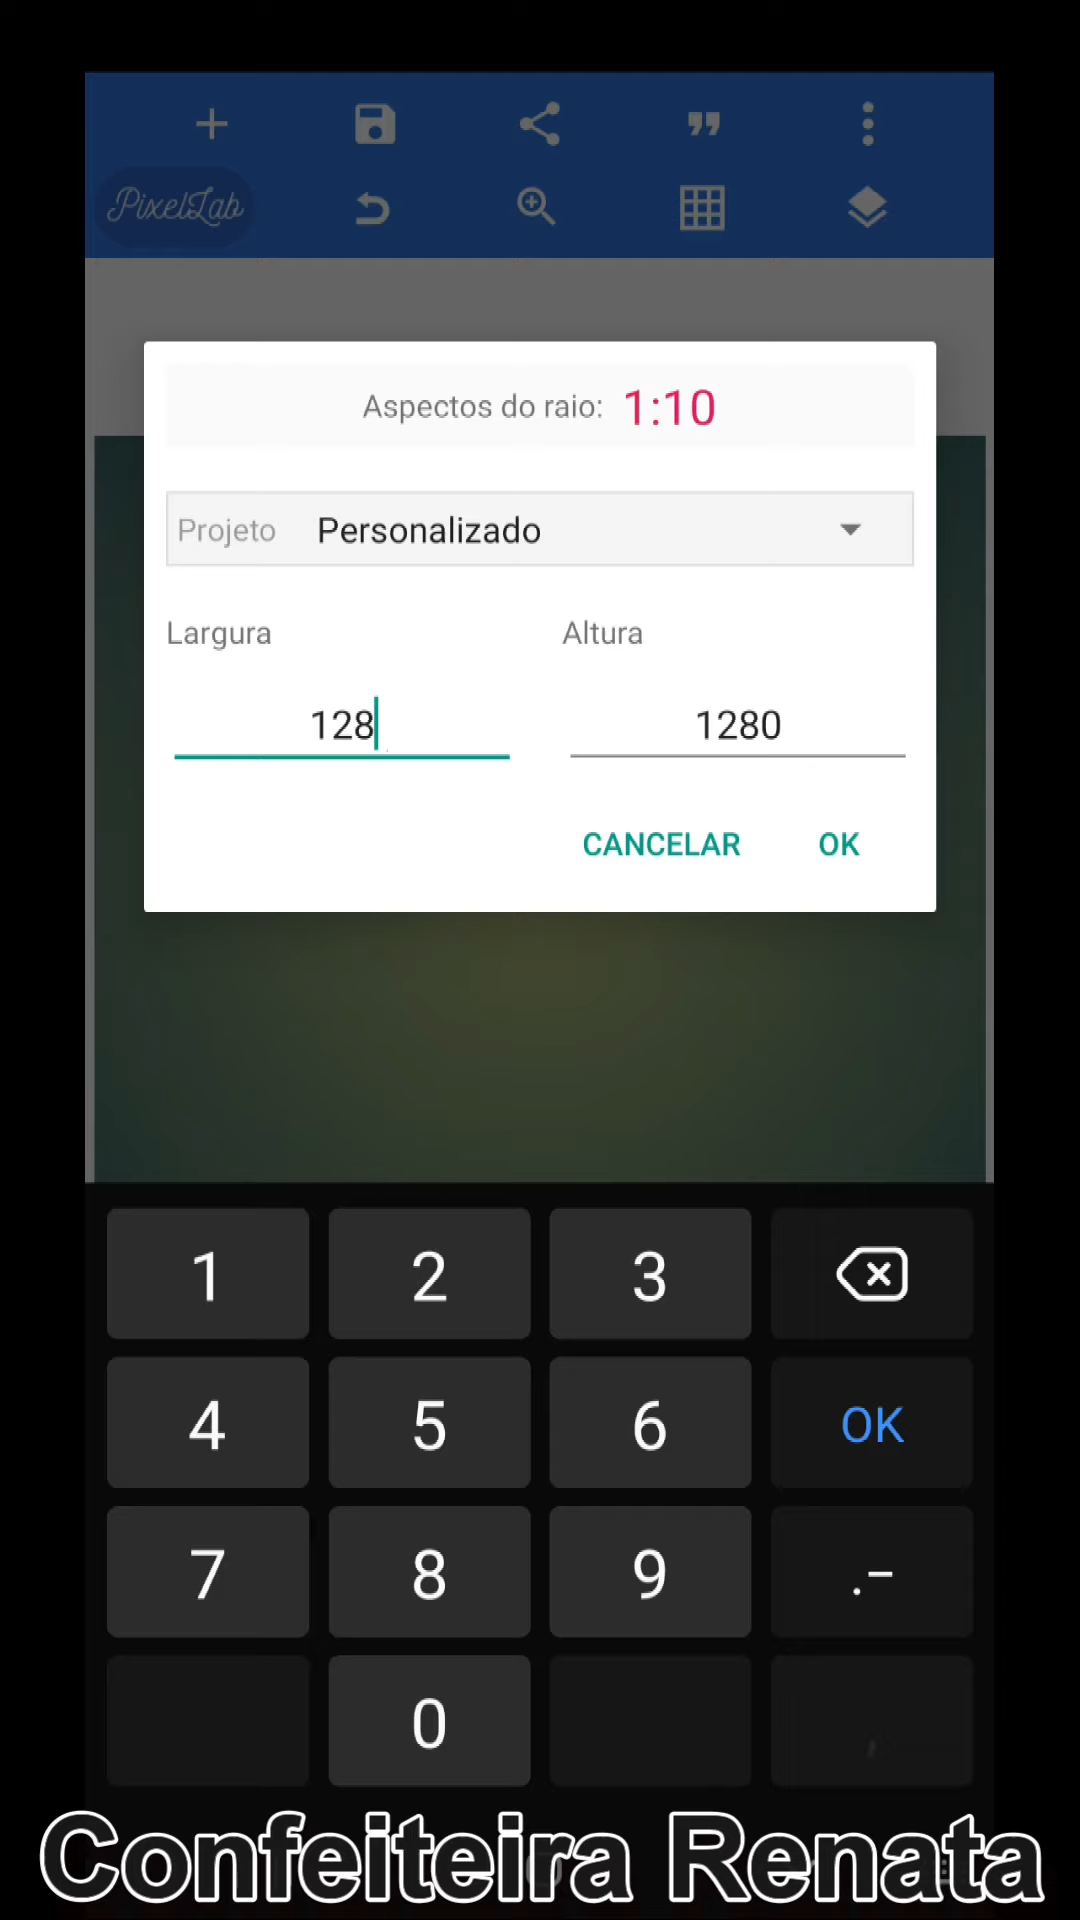 PixelLab
Aspectos do raio: 1:10
Projeto Personalizado
Largura Altura
128 1280
CANCELAR OK
1 2 3
4 5 6 OK
7 8 9 .-
0 ,
Confeiteira Renata